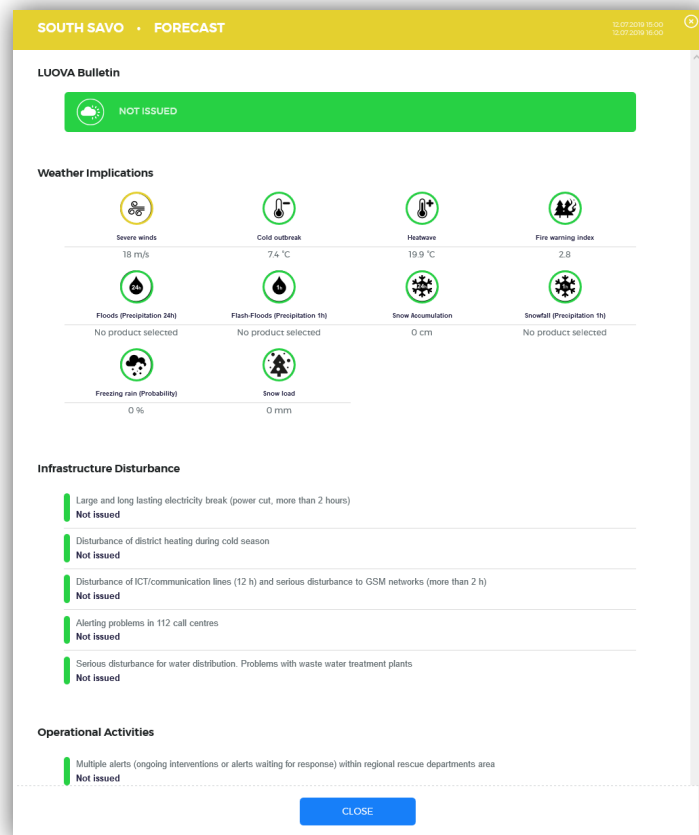 SOUTH SAVO • FORECAST
12.07.2019 15:00
12.07.2019 16:00
LUOVA Bulletin
NOT ISSUED
Weather Implications
Severe winds Cold outbreak Heatwave Fire warning index
18 m/s 7.4 °C 19.9 °C 2.8
24h 1h 24h 1h
Floods (Precipitation 24h) Flash-Floods (Precipitation 1h) Snow Accumulation Snowfall (Precipitation 1h)
No product selected No product selected 0 cm No product selected
Freezing rain (Probability) Snow load
0 % 0 mm
Infrastructure Disturbance
Large and long lasting electricity break (power cut, more than 2 hours)
Not issued
Disturbance of district heating during cold season
Not issued
Disturbance of ICT/communication lines (12 h) and serious disturbance to GSM networks (more than 2 h)
Not issued
Alerting problems in 112 call centres
Not issued
Serious disturbance for water distribution. Problems with waste water treatment plants
Not issued
Operational Activities
Multiple alerts (ongoing interventions or alerts waiting for response) within regional rescue departments area
Not issued
CLOSE